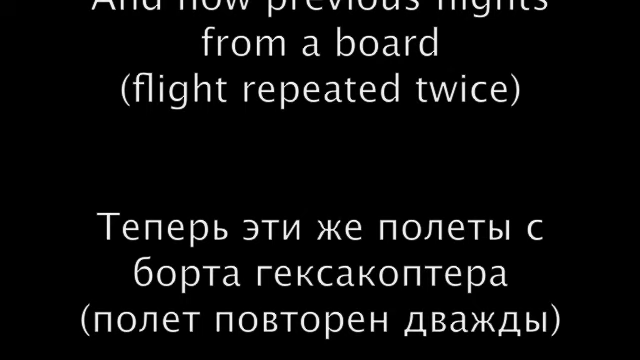 And now previous flights
from a board
(flight repeated twice)
Теперь эти же полеты с
борта гексакоптера
(полет повторен дважды)